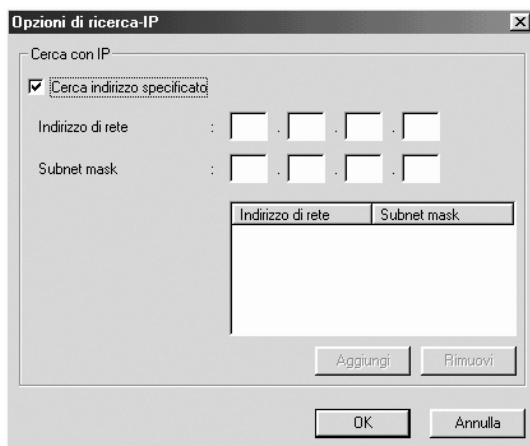 Opzioni di ricerca-IP
Cerca con IP
Cerca indirizzo specificato
Indirizzo di rete : . . .
Subnet mask : . . .
Indirizzo di rete Subnet mask
Aggiungi Rimuovi
OK Annulla